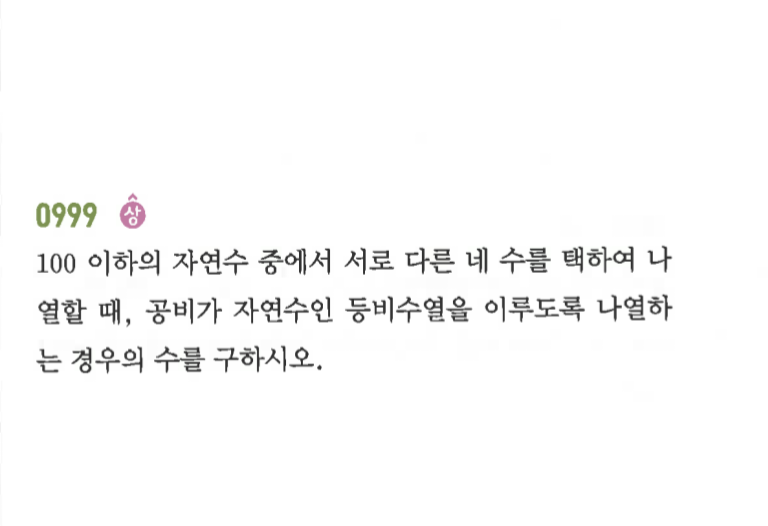 0999 상
100 이하의 자연수 중에서 서로 다른 네 수를 택하여 나
열할 때, 공비가 자연수인 등비수열을 이루도록 나열하
는 경우의 수를 구하시오.